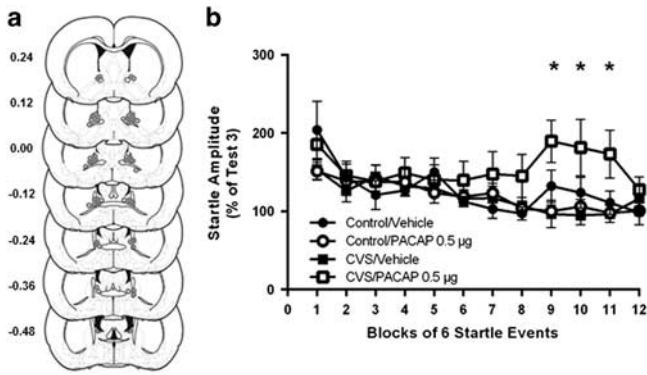 a
0.24
0.12
0.00
-0.12
-0.24
-0.36
-0.48
b
Startle Amplitude
(% of Test 3)
300
200
100
0
* * *
Control/Vehicle
Control/PACAP 0.5 µg
CVS/Vehicle
CVS/PACAP 0.5 µg
0 1 2 3 4 5 6 7 8 9 10 11 12
Blocks of 6 Startle Events